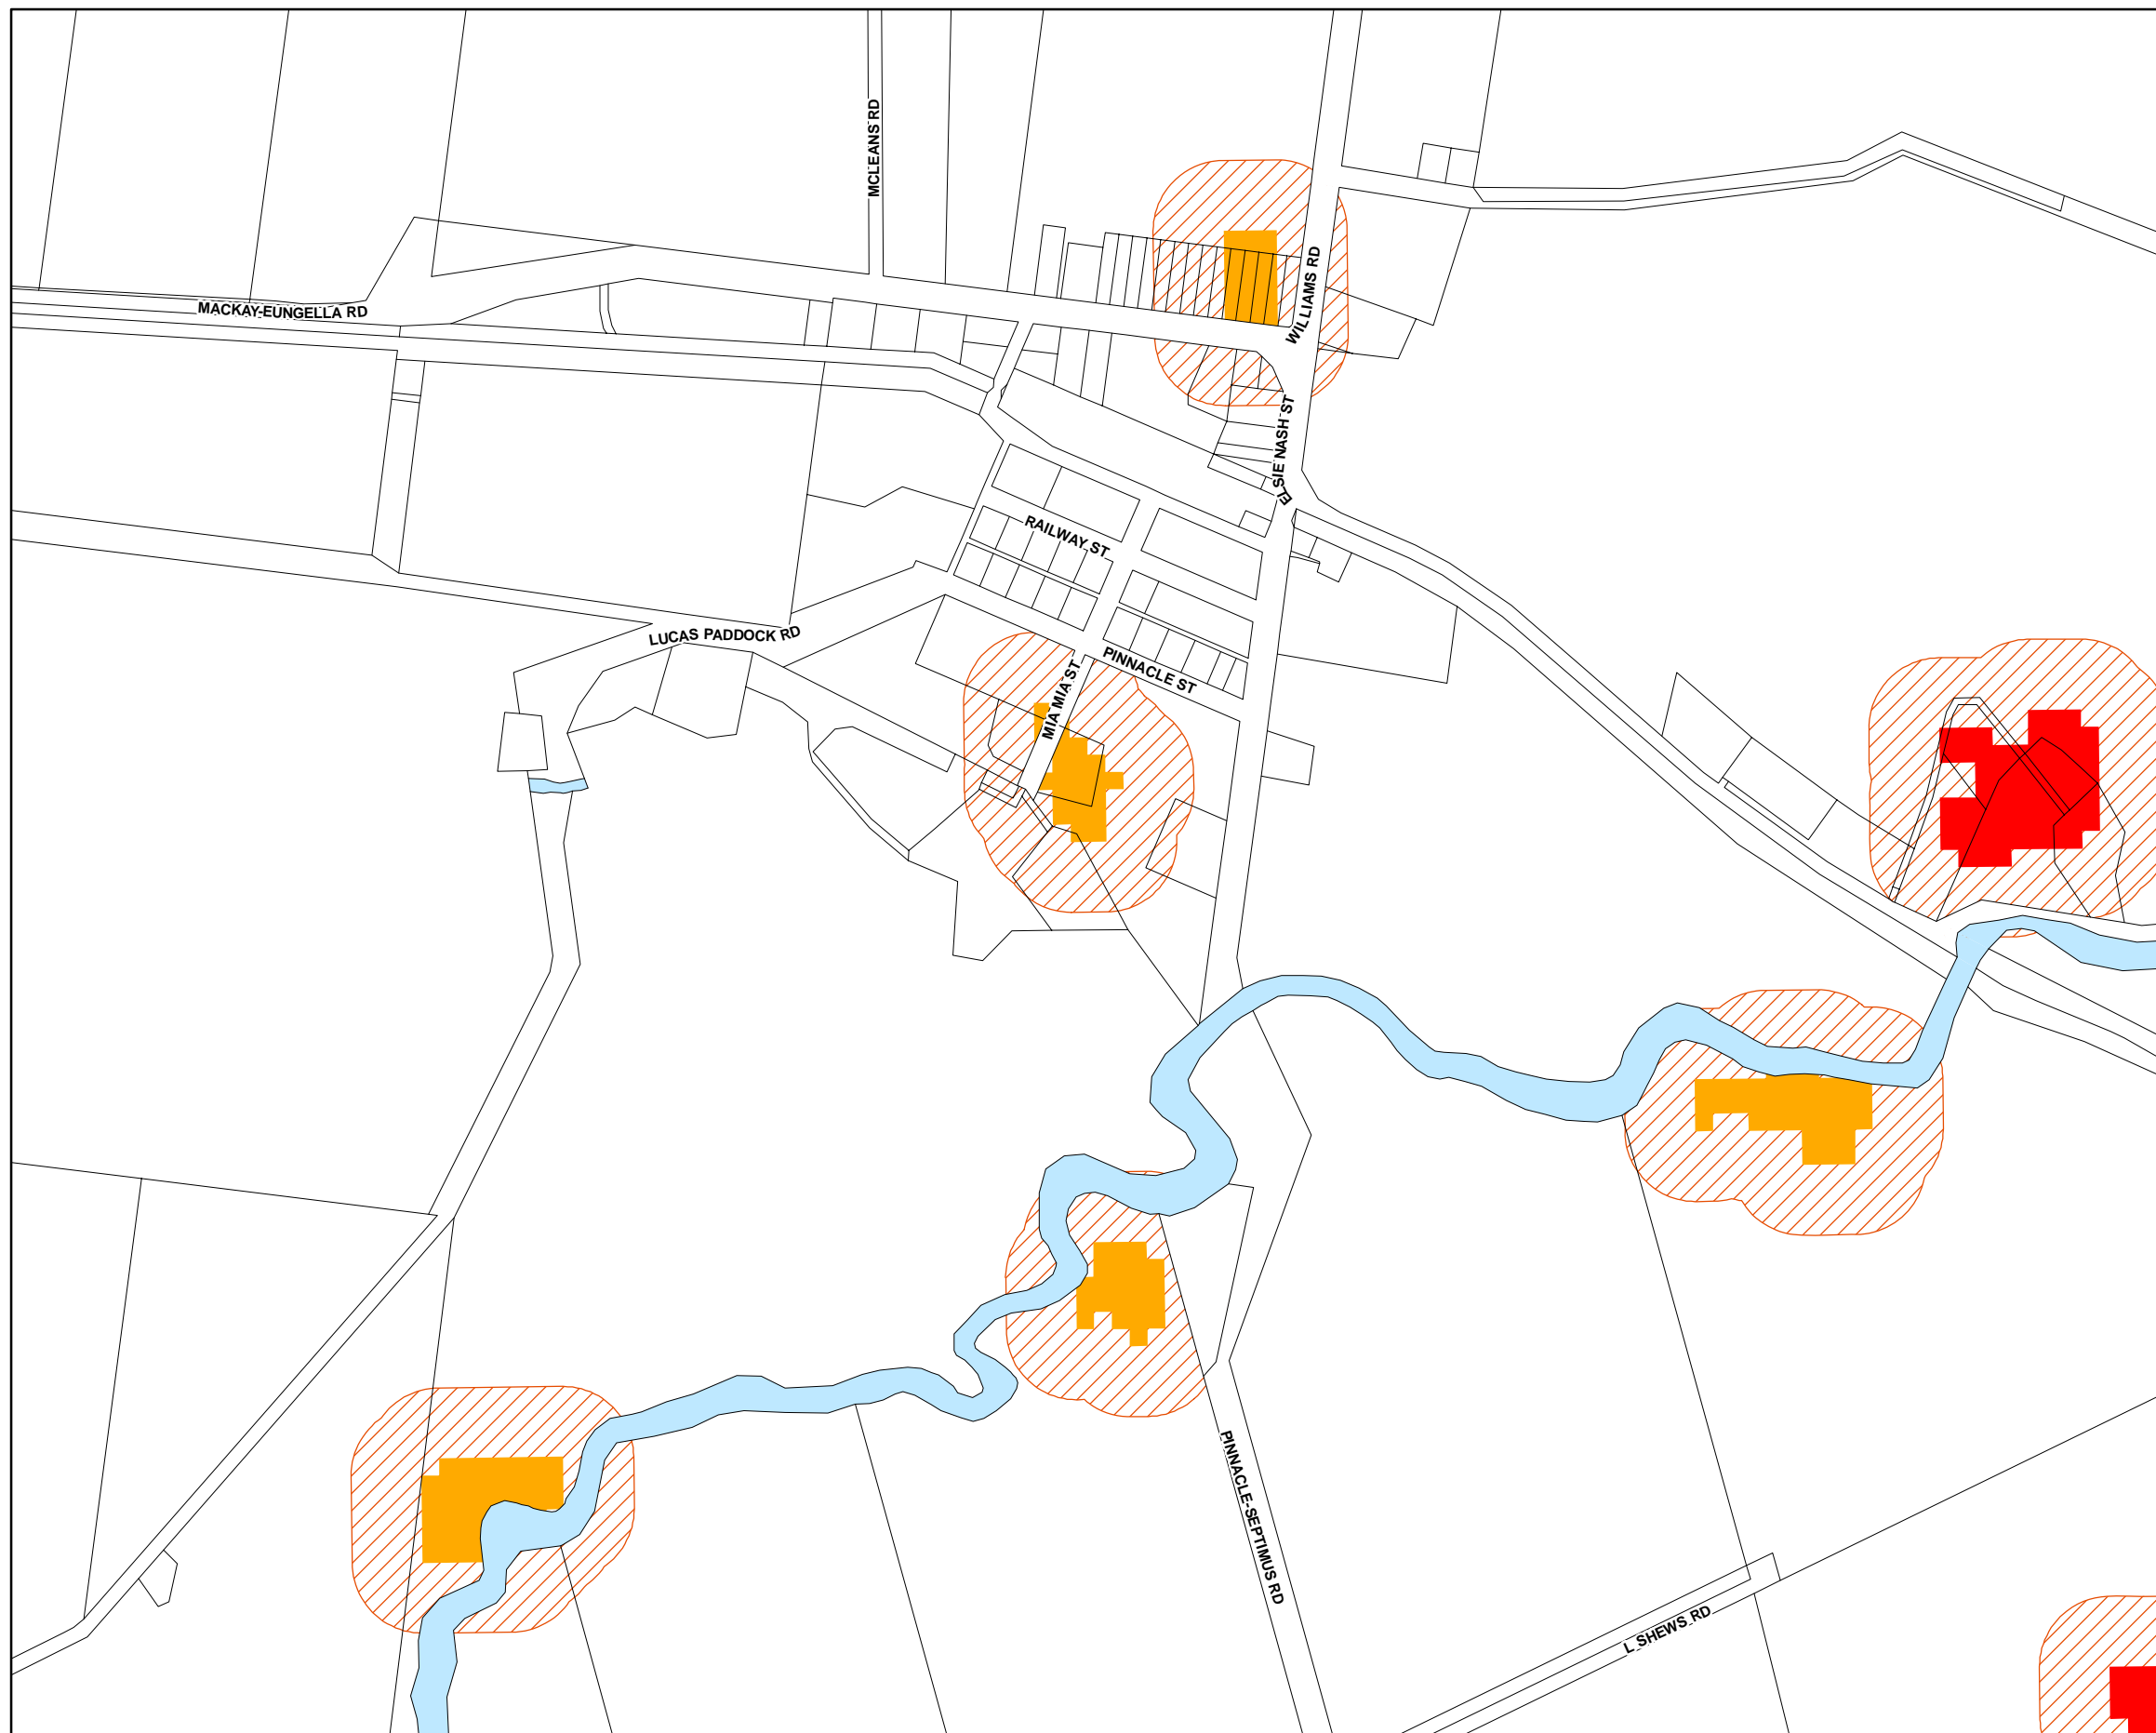 MCLEANS RD
WILLIAMS RD
MACKAY-EUNGELLA RD
ELSIE NASH ST
RAILWAY ST
LUCAS PADDOCK RD
PINNACLE ST
MIA MIA ST
PINNACLE-SEPTIMUS RD
L SHEWS RD